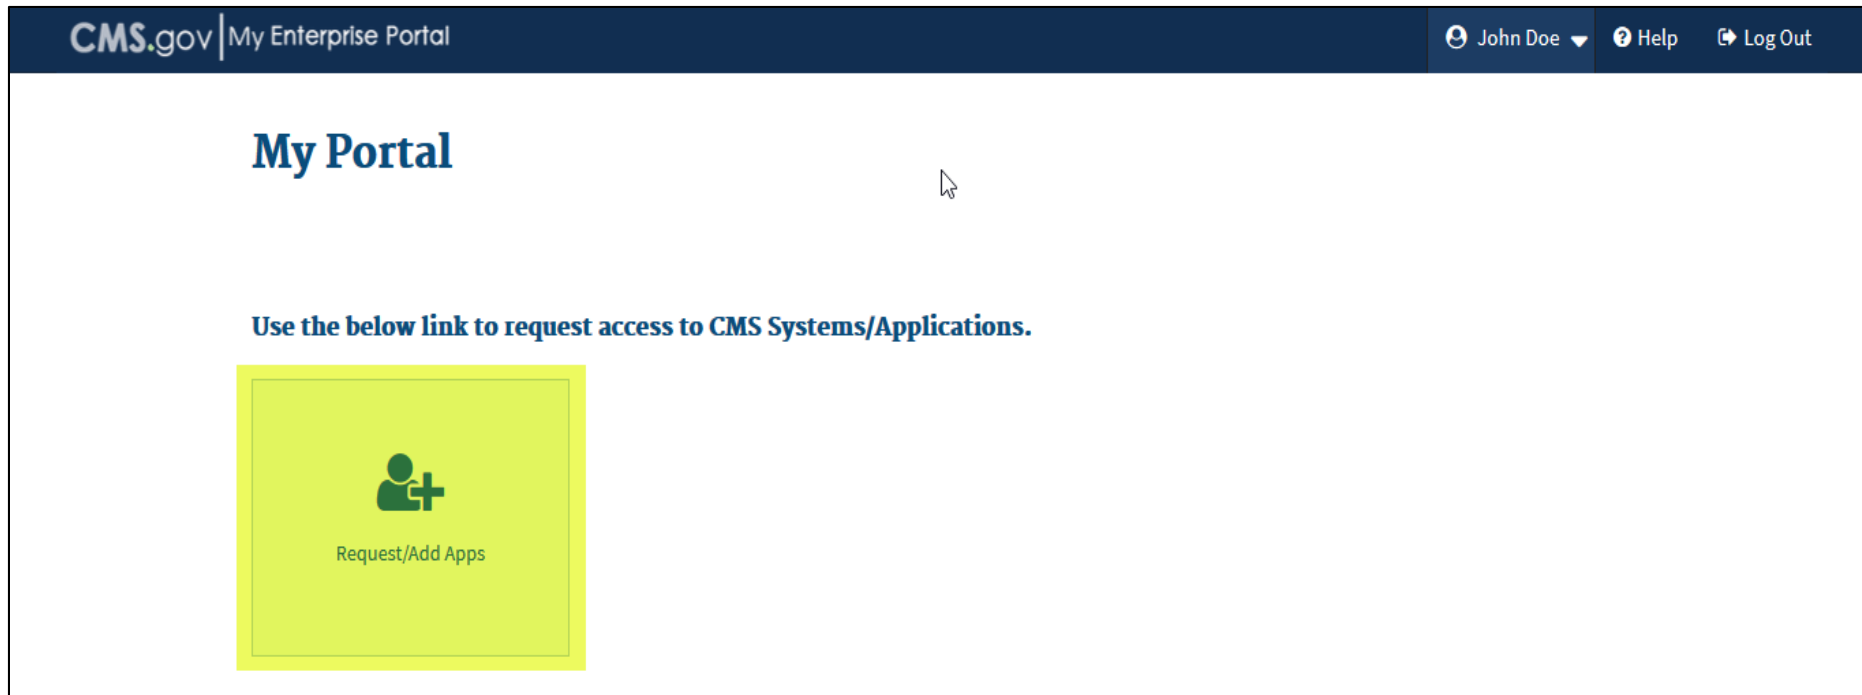 CMS.gov My Enterprise Portal John Doe Help Log Out
My Portal
Use the below link to request access to CMS Systems/Applications.
Request/Add Apps